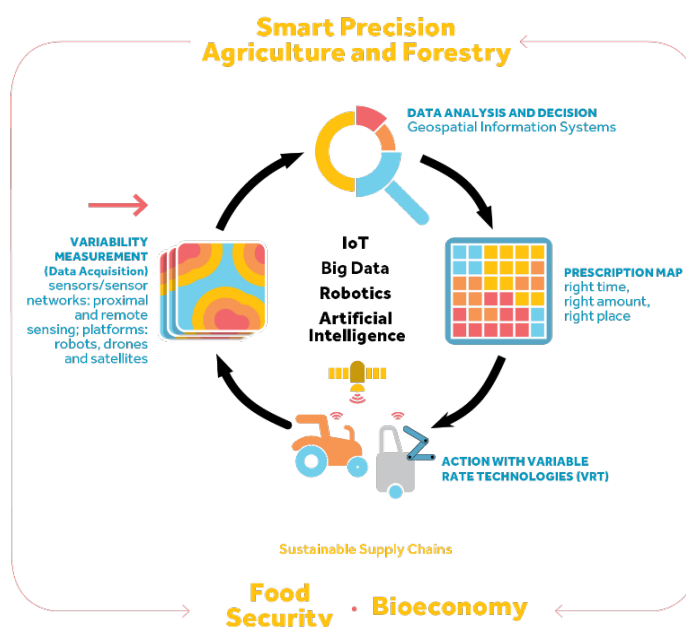 Smart Precision
Agriculture and Forestry
DATA ANALYSIS AND DECISION
Geospatial Information Systems
VARIABILITY
MEASUREMENT
(Data Acquisition)
sensors/sensor
networks: proximal
and remote
sensing; platforms:
robots, drones
and satellites
IoT
Big Data
Robotics
Artificial
Intelligence
PRESCRIPTION MAP
right time,
right amount,
right place
ACTION WITH VARIABLE
RATE TECHNOLOGIES (VRT)
Sustainable Supply Chains
Food
Security • Bioeconomy